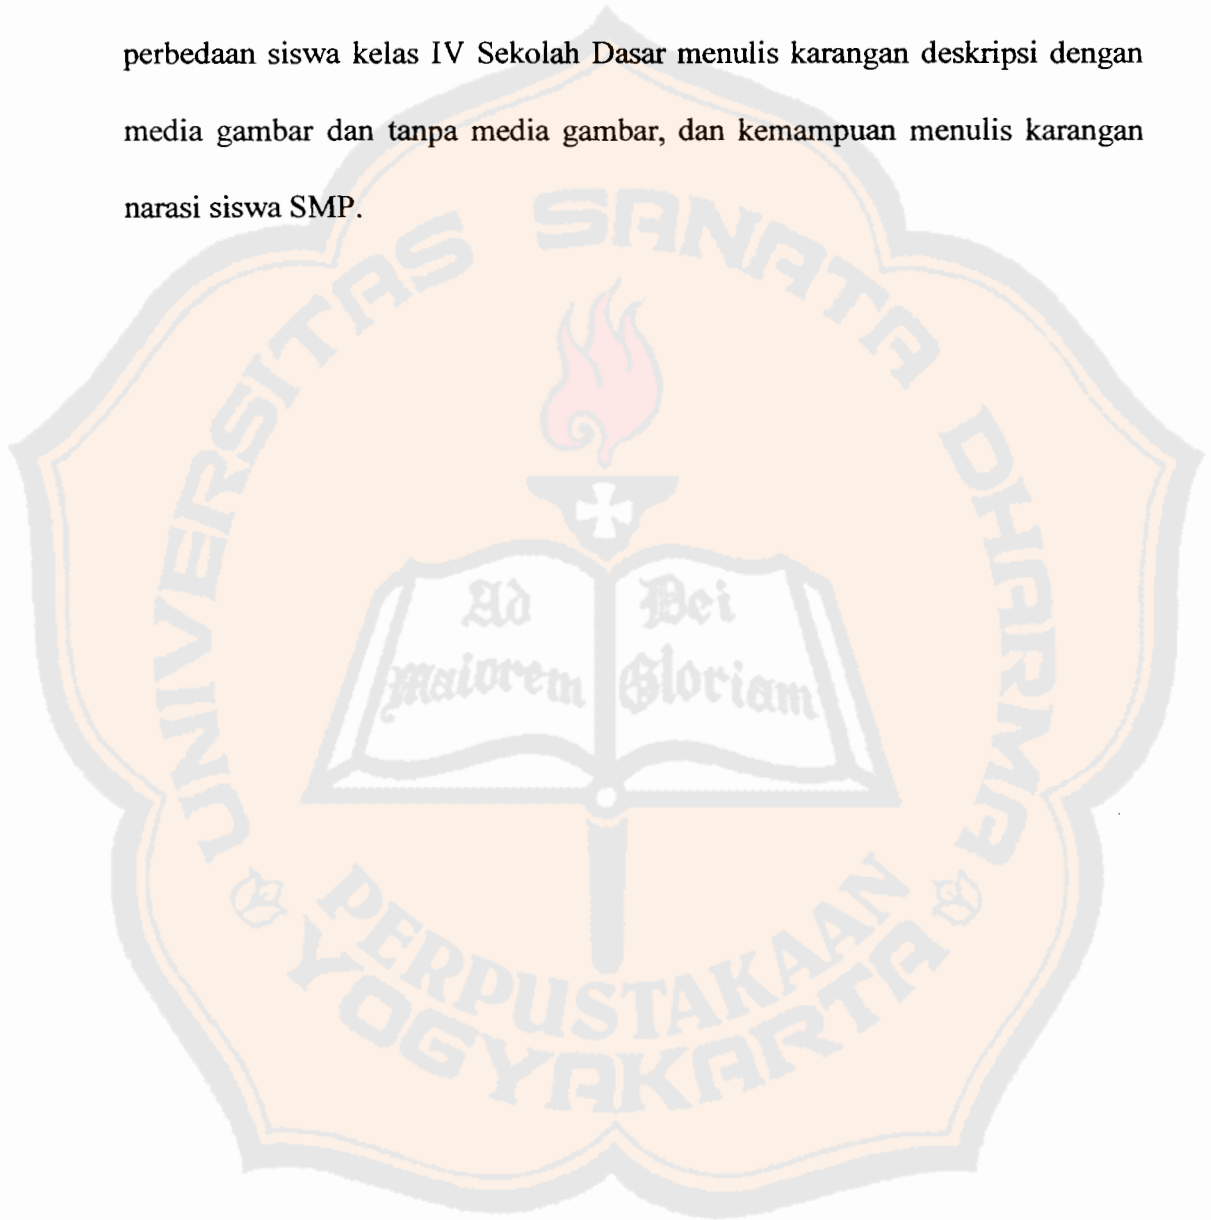 perbedaan siswa kelas IV Sekolah Dasar menulis karangan deskripsi dengan
media gambar dan tanpa media gambar, dan kemampuan menulis karangan
narasi siswa SMP.
UNIVERSITAS SANATA DHARMA
Ad
maiorem
Dei
Gloriam
PERPUSTAKAAN
YOGYAKARTA